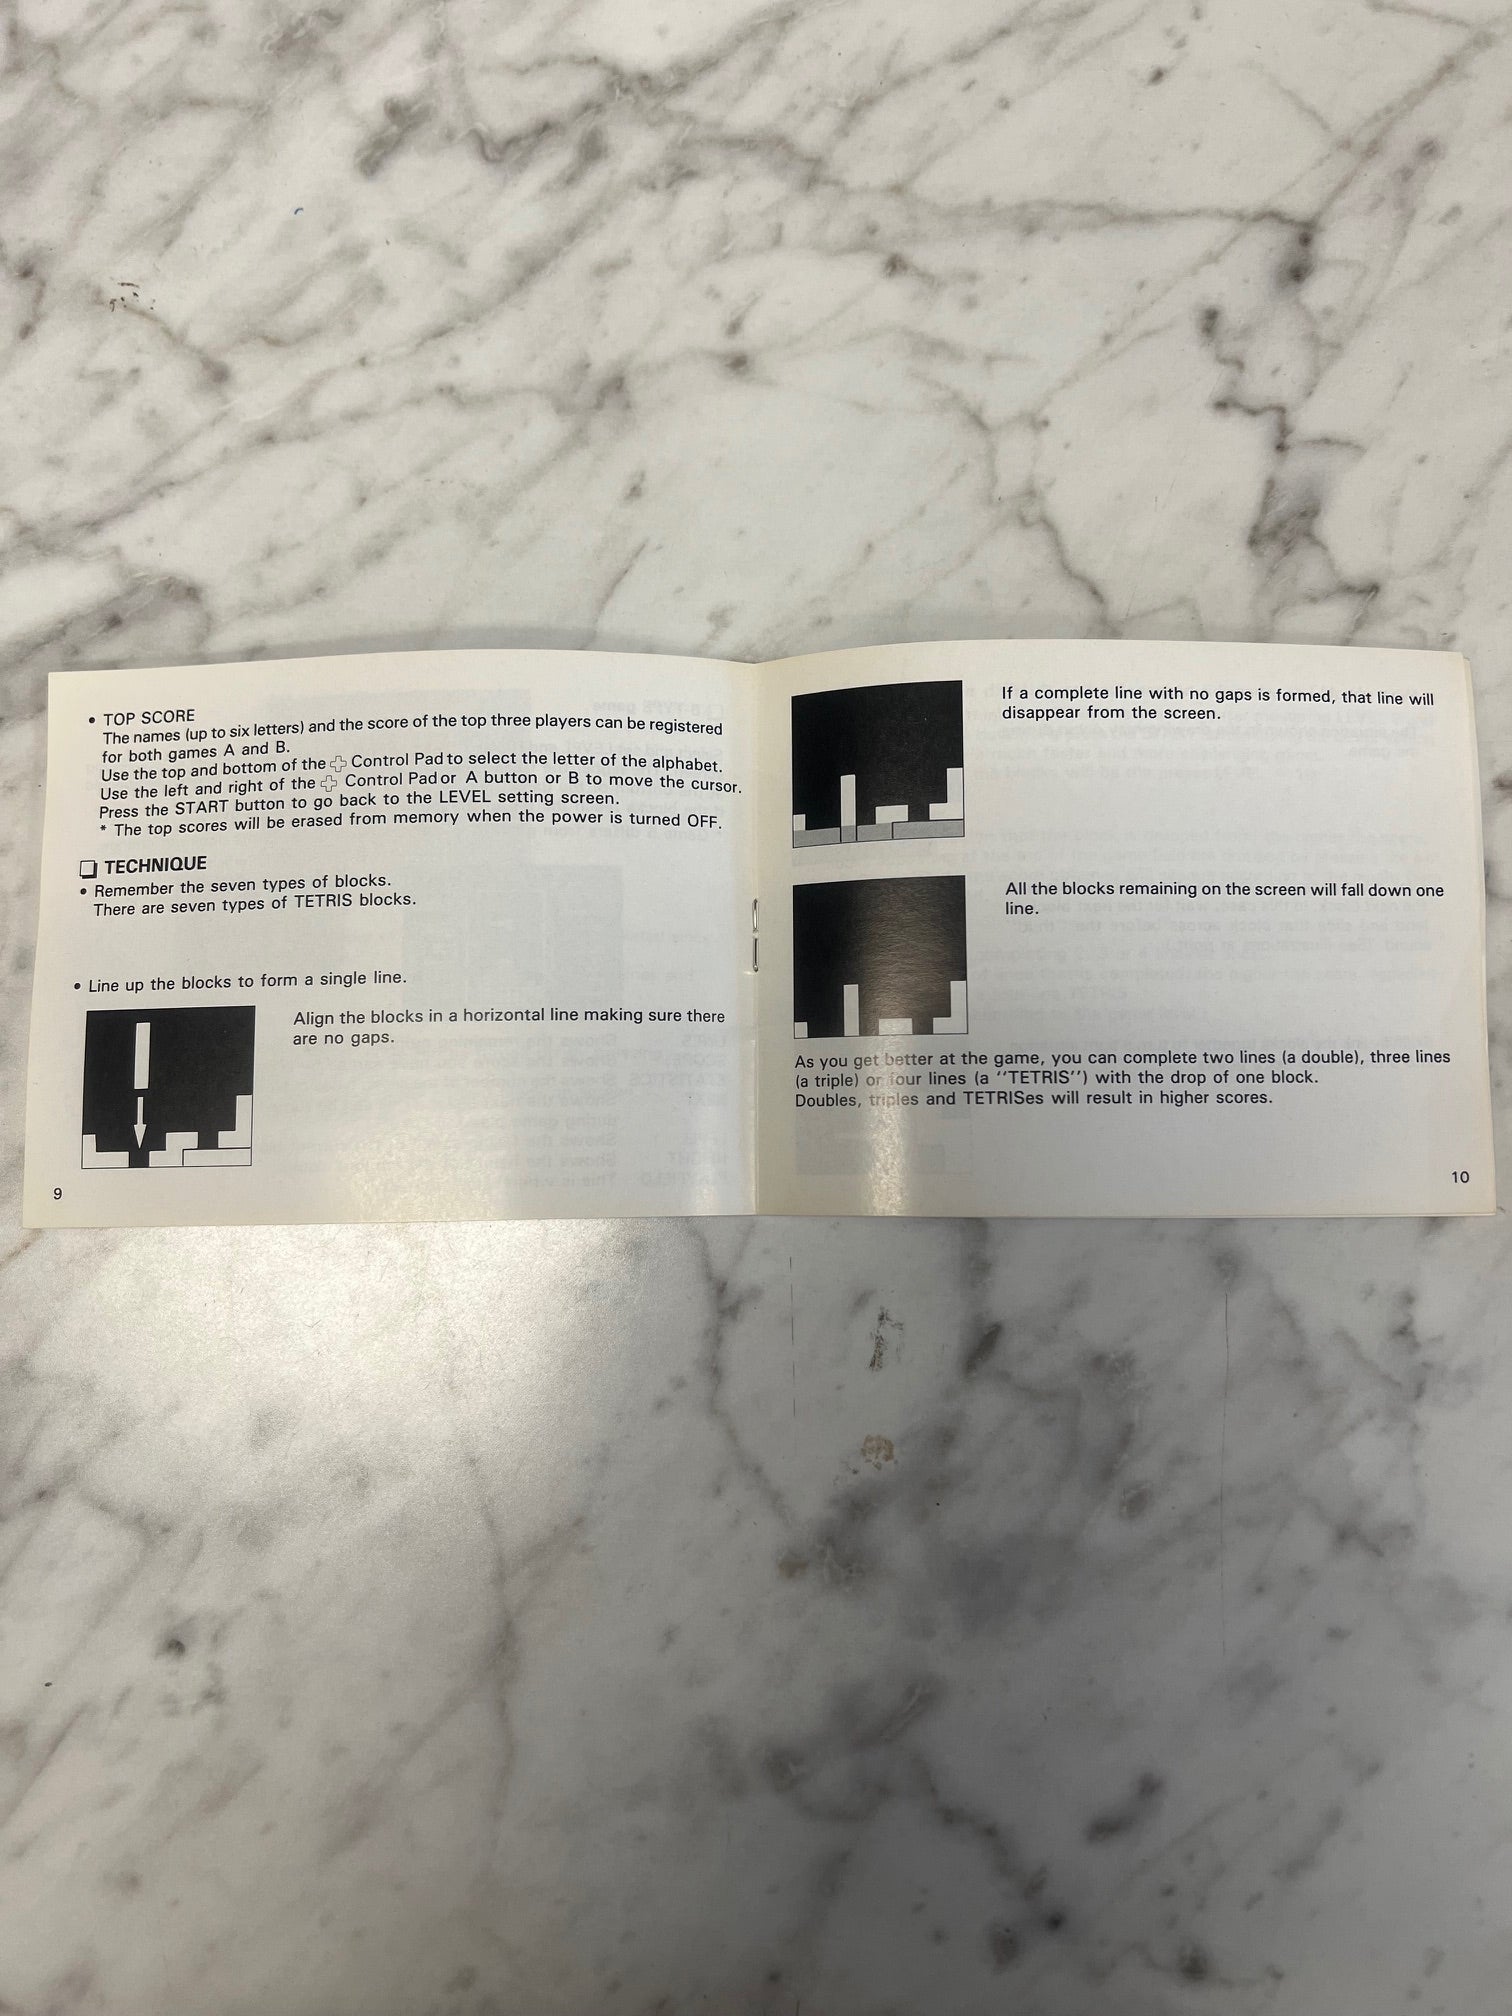 • TOP SCORE
The names (up to six letters) and the score of the top three players can be registered
for both games A and B.
Use the top and bottom of the Control Pad to select the letter of the alphabet.
Use the left and right of the Control Pad or A button or B to move the cursor.
Press the START button to go back to the LEVEL setting screen.
* The top scores will be erased from memory when the power is turned OFF.
❏ TECHNIQUE
• Remember the seven types of blocks.
There are seven types of TETRIS blocks.
• Line up the blocks to form a single line.
Align the blocks in a horizontal line making sure there
are no gaps.
9
If a complete line with no gaps is formed, that line will
disappear from the screen.
All the blocks remaining on the screen will fall down one
line.
As you get better at the game, you can complete two lines (a double), three lines
(a triple) or four lines (a "TETRIS") with the drop of one block.
Doubles, triples and TETRISes will result in higher scores.
10